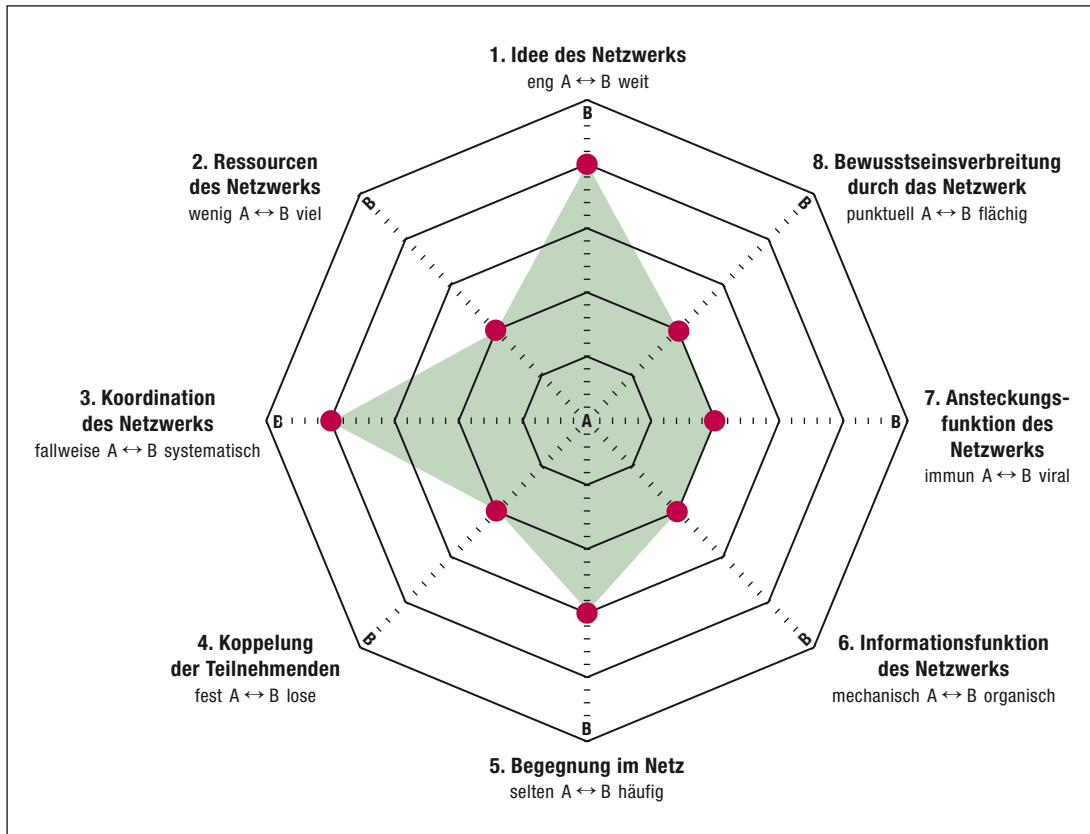 1. Idee des Netzwerks
eng A ↔ B weit
B
2. Ressourcen
des Netzwerks
wenig A ↔ B viel
B
8. Bewusstseinsverbreitung
durch das Netzwerk
punktuell A ↔ B flächig
B
3. Koordination
des Netzwerks
fallweise A ↔ B systematisch
B
A
B
7. Ansteckungs-
funktion des
Netzwerks
immun A ↔ B viral
4. Koppelung
der Teilnehmenden
fest A ↔ B lose
B
B
6. Informationsfunktion
des Netzwerks
mechanisch A ↔ B organisch
B
5. Begegnung im Netz
selten A ↔ B häufig